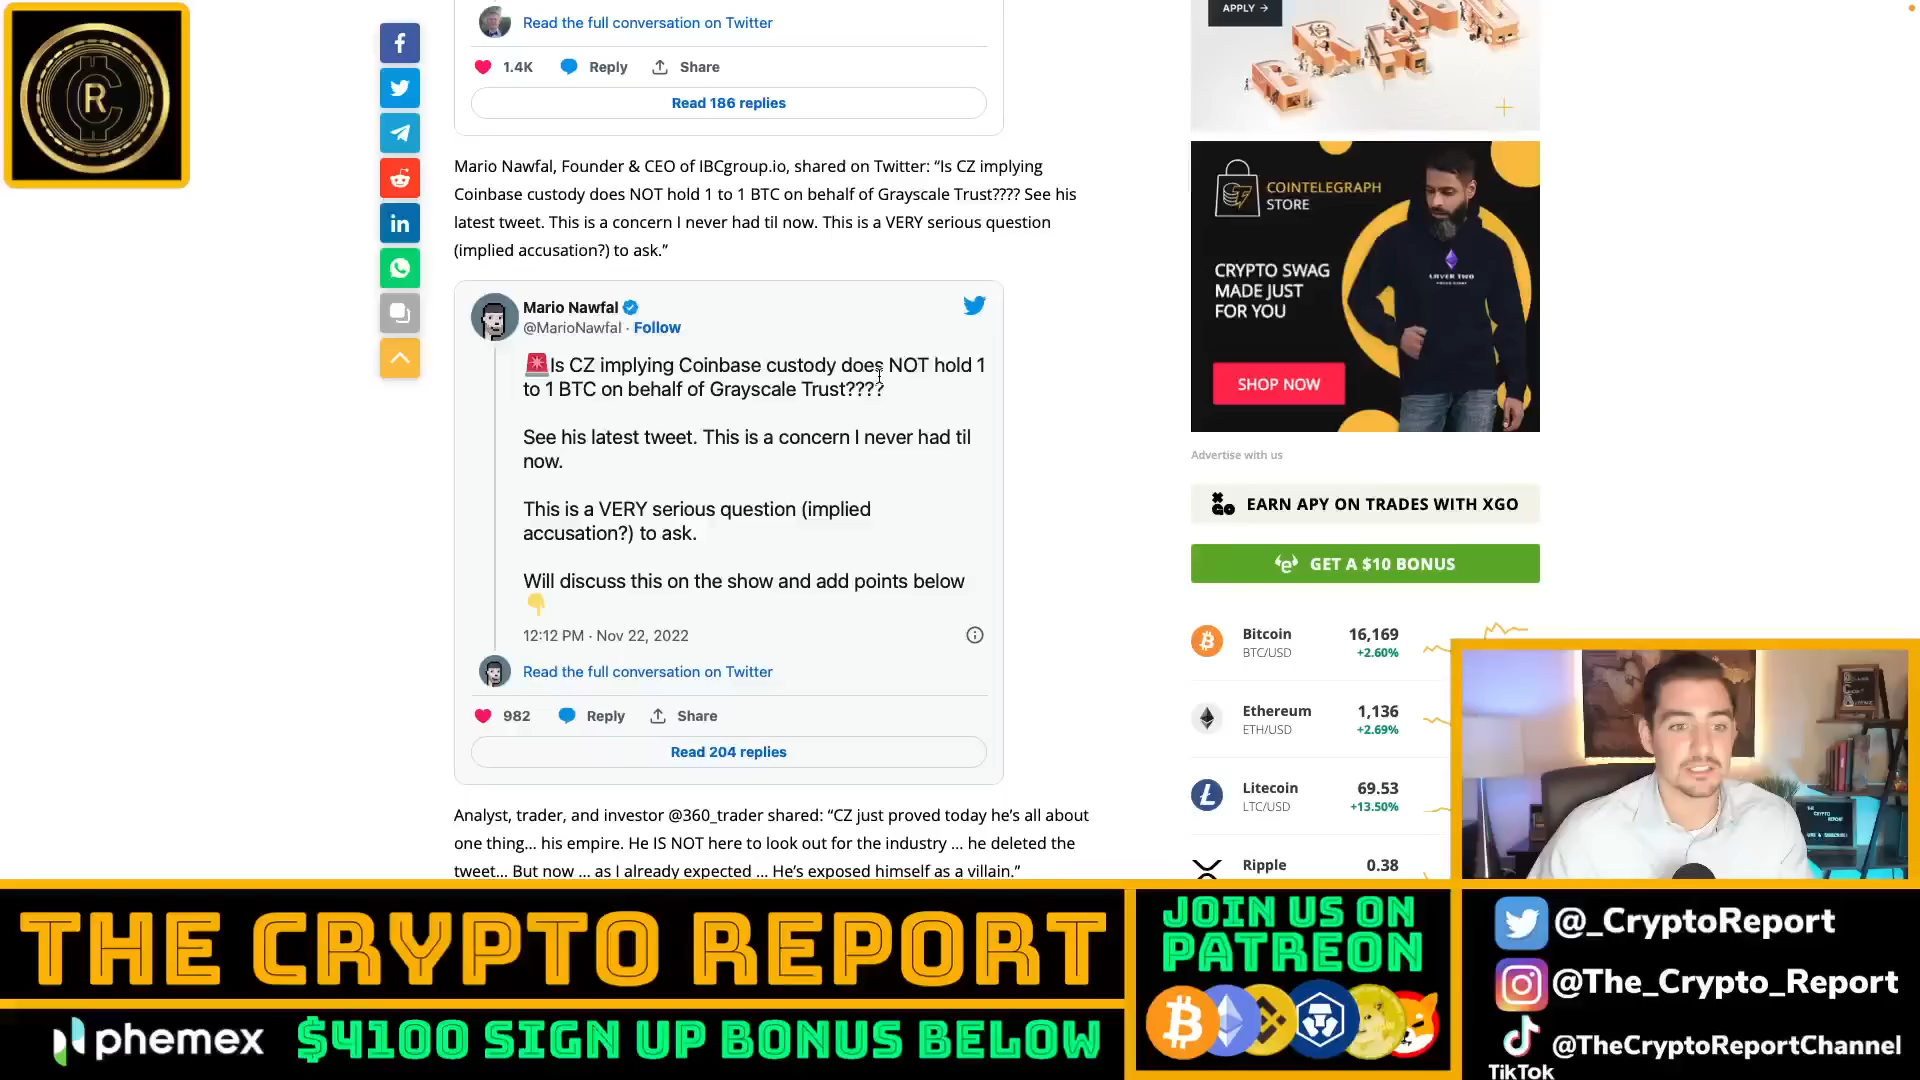 Read the full conversation on Twitter
1.4K Reply Share
Read 186 replies
Mario Nawfal, Founder & CEO of IBCgroup.io, shared on Twitter: “Is CZ implying
Coinbase custody does NOT hold 1 to 1 BTC on behalf of Grayscale Trust???? See his
latest tweet. This is a concern I never had til now. This is a VERY serious question
(implied accusation?) to ask.”
Mario Nawfal
@MarioNawfal · Follow
Is CZ implying Coinbase custody does NOT hold 1
to 1 BTC on behalf of Grayscale Trust????
See his latest tweet. This is a concern I never had til
now.
This is a VERY serious question (implied
accusation?) to ask.
Will discuss this on the show and add points below
12:12 PM · Nov 22, 2022
Read the full conversation on Twitter
982 Reply Share
Read 204 replies
Analyst, trader, and investor @360_trader shared: “CZ just proved today he’s all about
one thing… his empire. He IS NOT here to look out for the industry … he deleted the
tweet… But now … as I already expected … He’s exposed himself as a villain.”
APPLY →
COINTELEGRAPH
STORE
CRYPTO SWAG
MADE JUST
FOR YOU
LAYER TWO
SHOP NOW
Advertise with us
EARN APY ON TRADES WITH XGO
GET A $10 BONUS
Bitcoin 16,169
BTC/USD +2.60%
Ethereum 1,136
ETH/USD +2.69%
Litecoin 69.53
LTC/USD +13.50%
Ripple 0.38
THE CRYPTO REPORT
phemex $4100 SIGN UP BONUS BELOW
JOIN US ON
PATREON
@_CryptoReport
@The_Crypto_Report
@TheCryptoReportChannel
TikTok